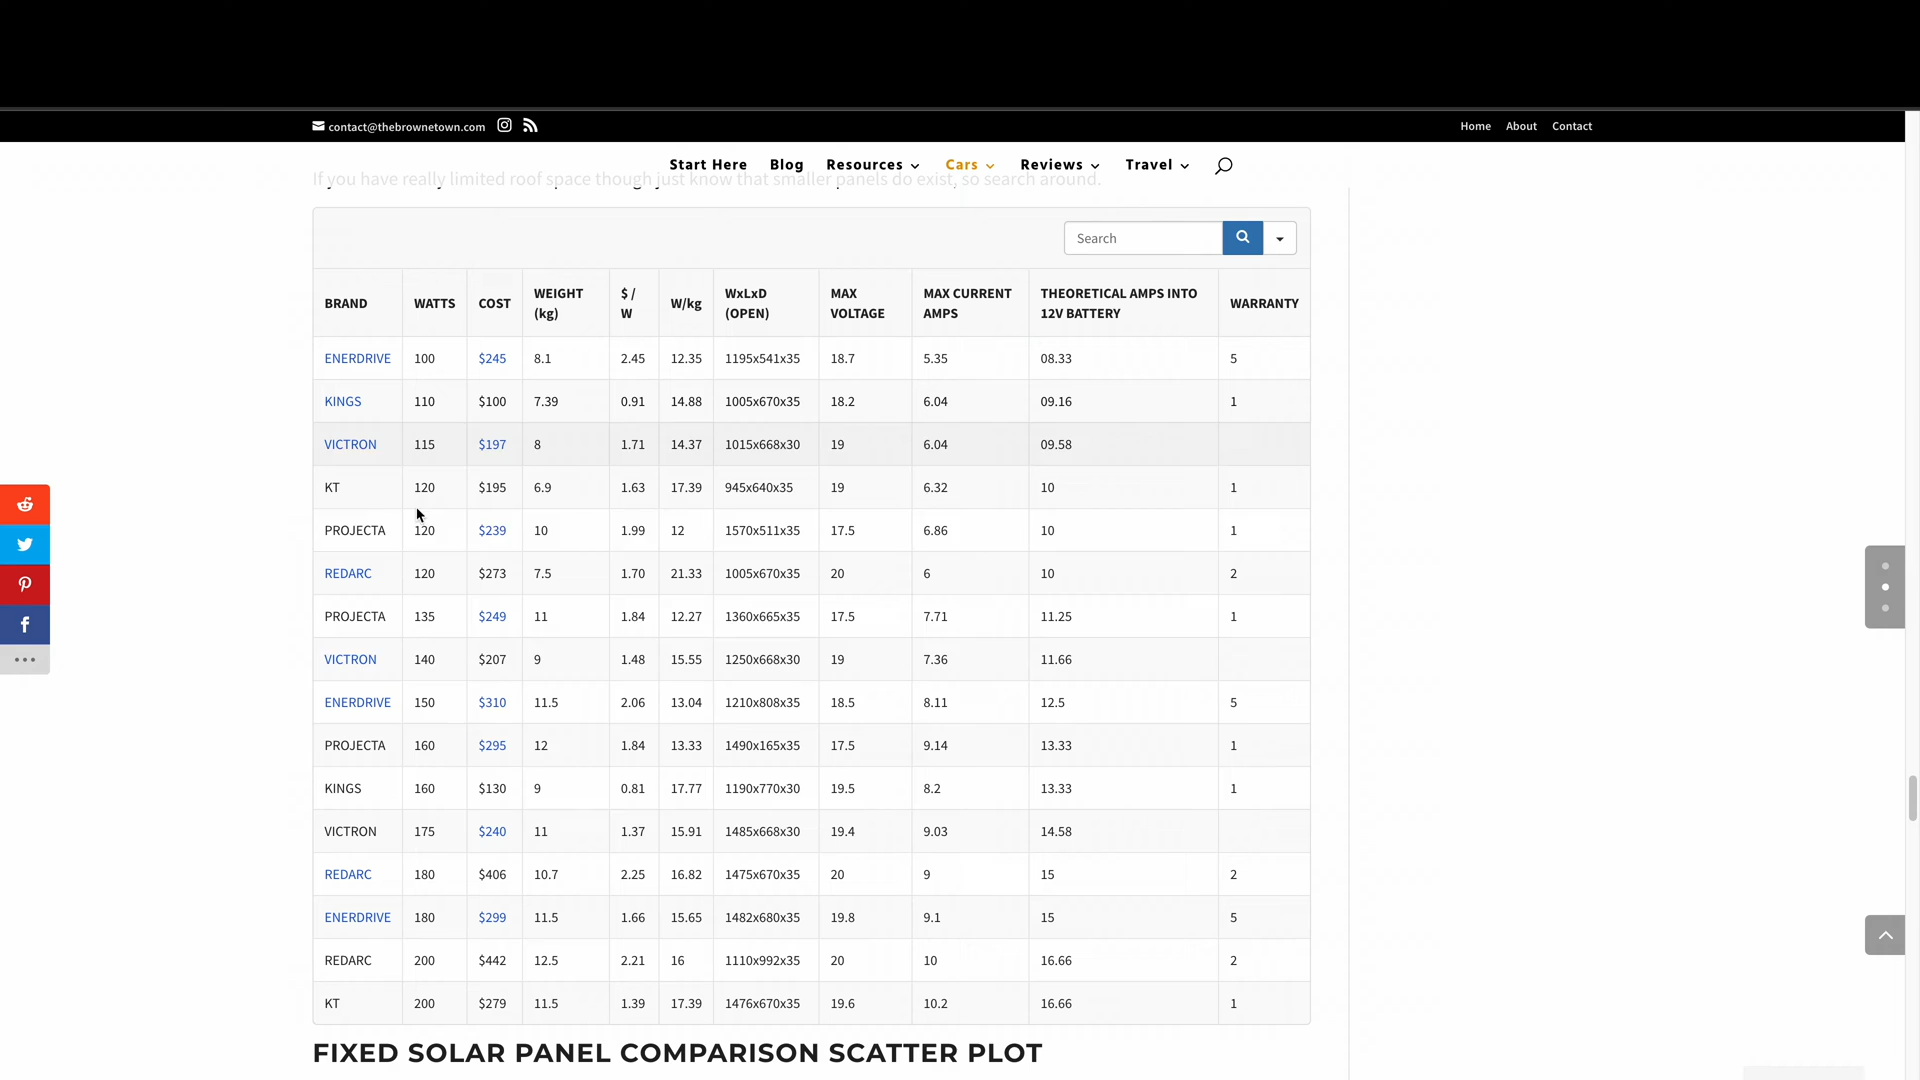 contact@thebrownetown.com
Home About Contact
Start Here Blog Resources Cars Reviews Travel
If you have really limited roof space though just know that smaller panels do exist, so search around.
Search
BRAND WATTS COST WEIGHT (kg) $ / W W/kg WxLxD (OPEN) MAX VOLTAGE MAX CURRENT AMPS THEORETICAL AMPS INTO 12V BATTERY WARRANTY
ENERDRIVE 100 $245 8.1 2.45 12.35 1195x541x35 18.7 5.35 08.33 5
KINGS 110 $100 7.39 0.91 14.88 1005x670x35 18.2 6.04 09.16 1
VICTRON 115 $197 8 1.71 14.37 1015x668x30 19 6.04 09.58
KT 120 $195 6.9 1.63 17.39 945x640x35 19 6.32 10 1
PROJECTA 120 $239 10 1.99 12 1570x511x35 17.5 6.86 10 1
REDARC 120 $273 7.5 1.70 21.33 1005x670x35 20 6 10 2
PROJECTA 135 $249 11 1.84 12.27 1360x665x35 17.5 7.71 11.25 1
VICTRON 140 $207 9 1.48 15.55 1250x668x30 19 7.36 11.66
ENERDRIVE 150 $310 11.5 2.06 13.04 1210x808x35 18.5 8.11 12.5 5
PROJECTA 160 $295 12 1.84 13.33 1490x165x35 17.5 9.14 13.33 1
KINGS 160 $130 9 0.81 17.77 1190x770x30 19.5 8.2 13.33 1
VICTRON 175 $240 11 1.37 15.91 1485x668x30 19.4 9.03 14.58
REDARC 180 $406 10.7 2.25 16.82 1475x670x35 20 9 15 2
ENERDRIVE 180 $299 11.5 1.66 15.65 1482x680x35 19.8 9.1 15 5
REDARC 200 $442 12.5 2.21 16 1110x992x35 20 10 16.66 2
KT 200 $279 11.5 1.39 17.39 1476x670x35 19.6 10.2 16.66 1
FIXED SOLAR PANEL COMPARISON SCATTER PLOT